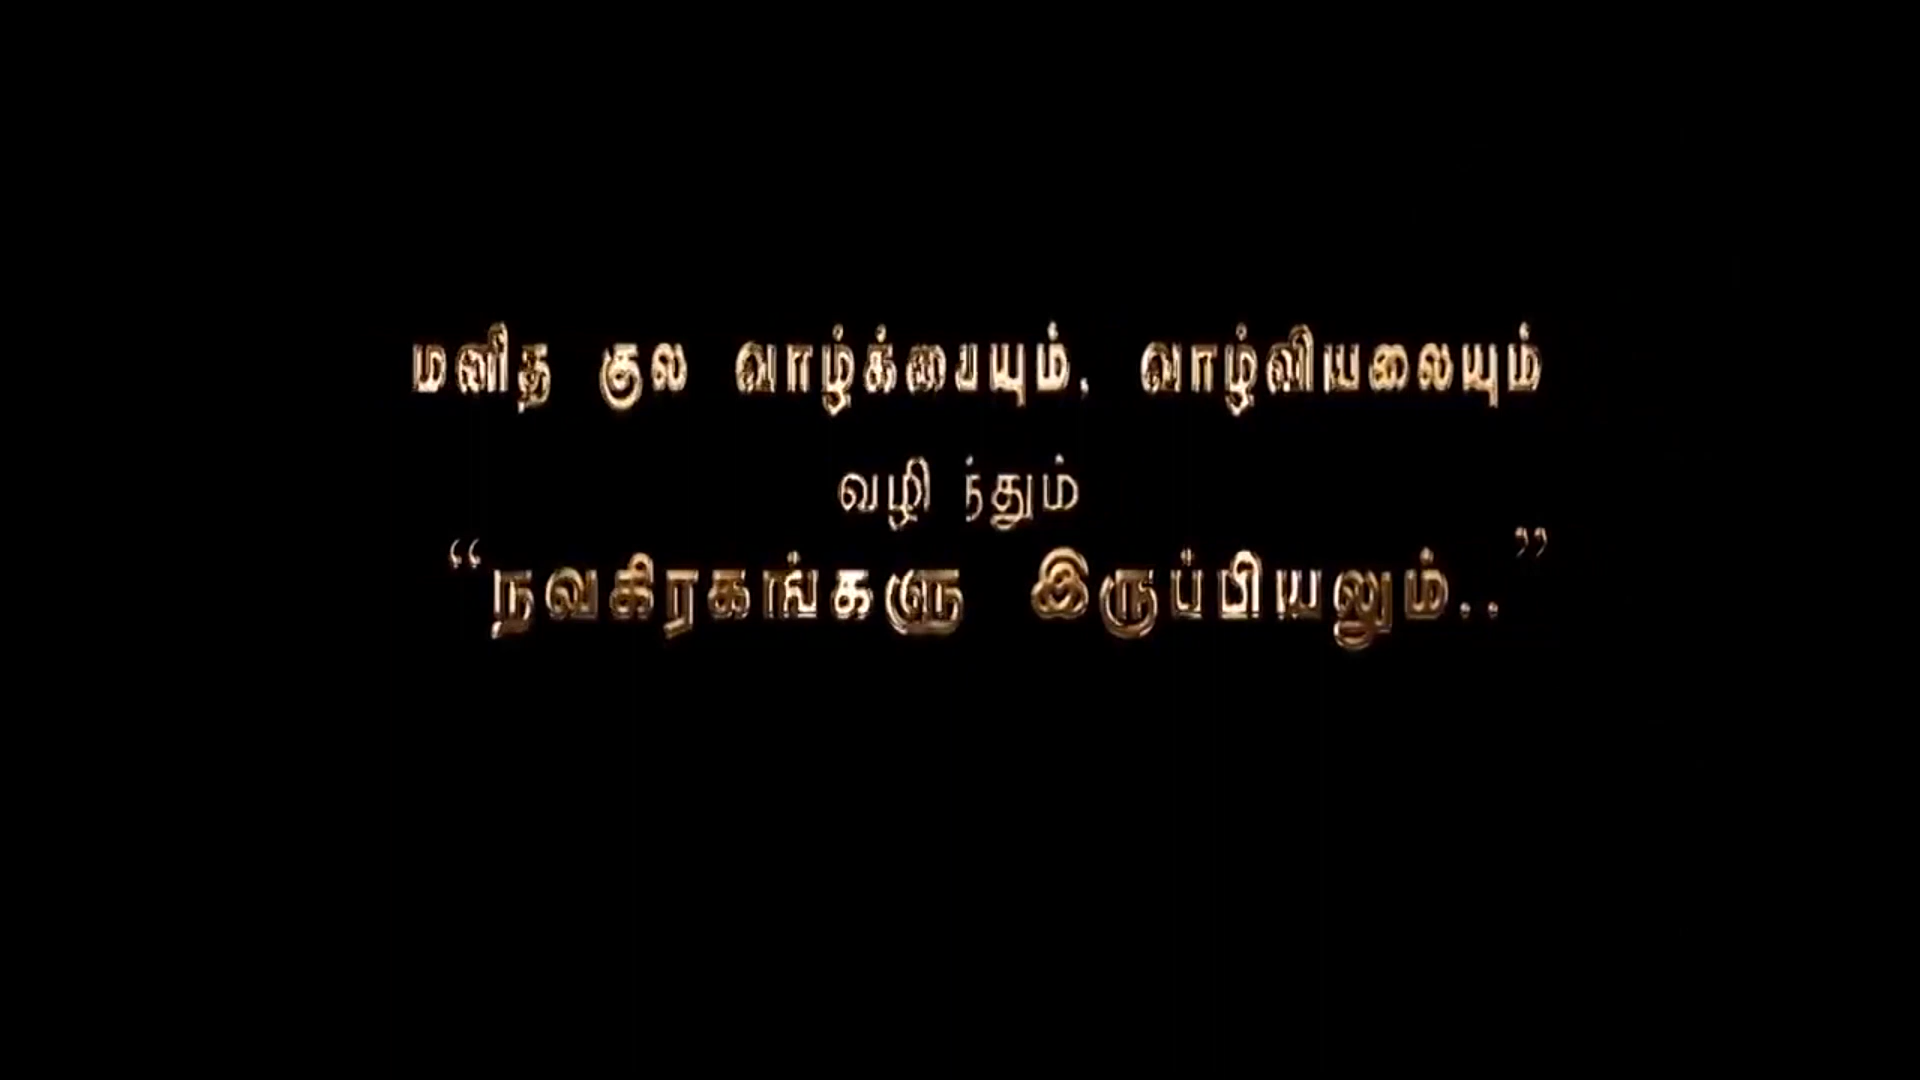 மனித குல வாழ்க்யையும், வாழ்வியலையும்
வழி ந்தும்
“நவகிரகங்களு இருப்பியலும்..”